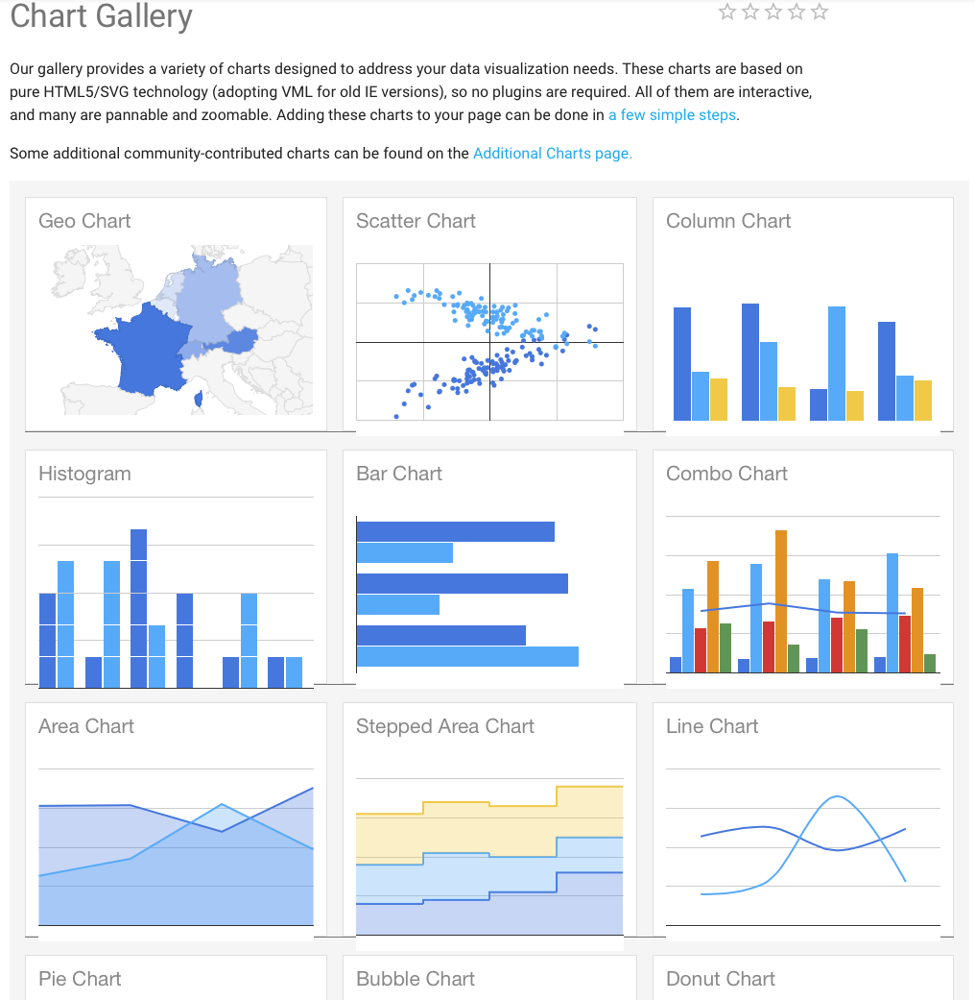 Chart Gallery
Our gallery provides a variety of charts designed to address your data visualization needs. These charts are based on
pure HTML5/SVG technology (adopting VML for old IE versions), so no plugins are required. All of them are interactive,
and many are pannable and zoomable. Adding these charts to your page can be done in a few simple steps.
Some additional community-contributed charts can be found on the Additional Charts page.
Geo Chart
Scatter Chart
Column Chart
Histogram
Bar Chart
Combo Chart
Area Chart
Stepped Area Chart
Line Chart
Pie Chart
Bubble Chart
Donut Chart